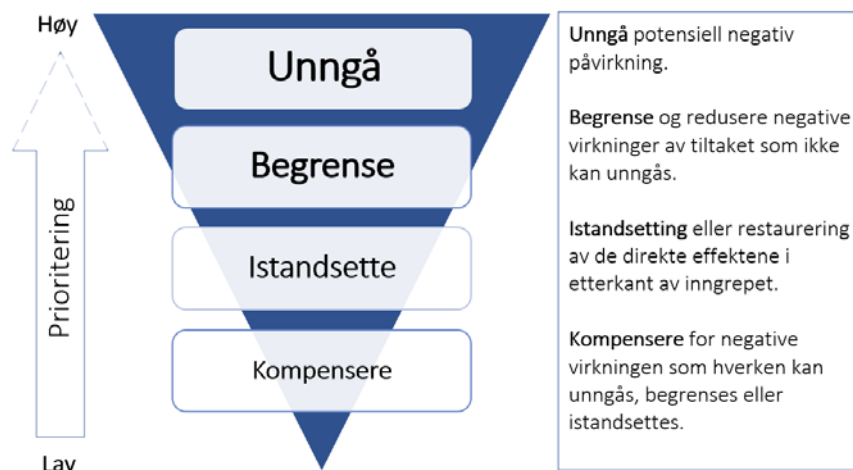 Høy
Prioritering
Lav
Unngå
Begrense
Istandsette
Kompensere
Unngå potensiell negativ
påvirkning.
Begrense og redusere negative
virkninger av tiltaket som ikke
kan unngås.
Istandsetting eller restaurering
av de direkte effektene i
etterkant av inngrepet.
Kompensere for negative
virkningen som hverken kan
unngås, begrenses eller
istandsettes.